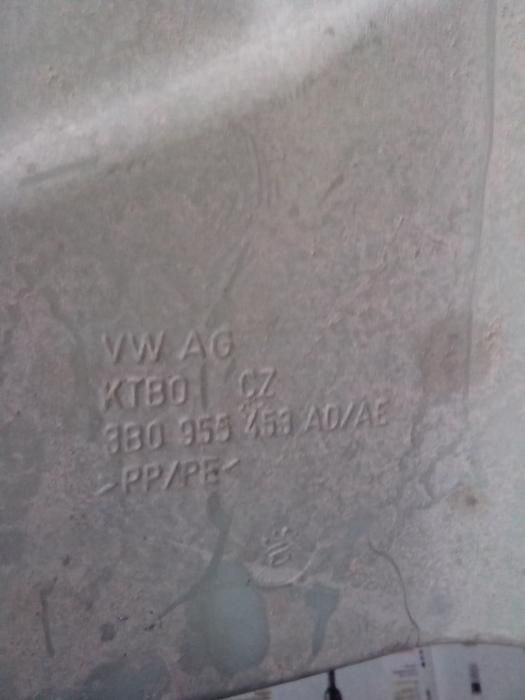 VW AG
KTBO CZ
3B0 955 453 AD/AE
>PP/PE<